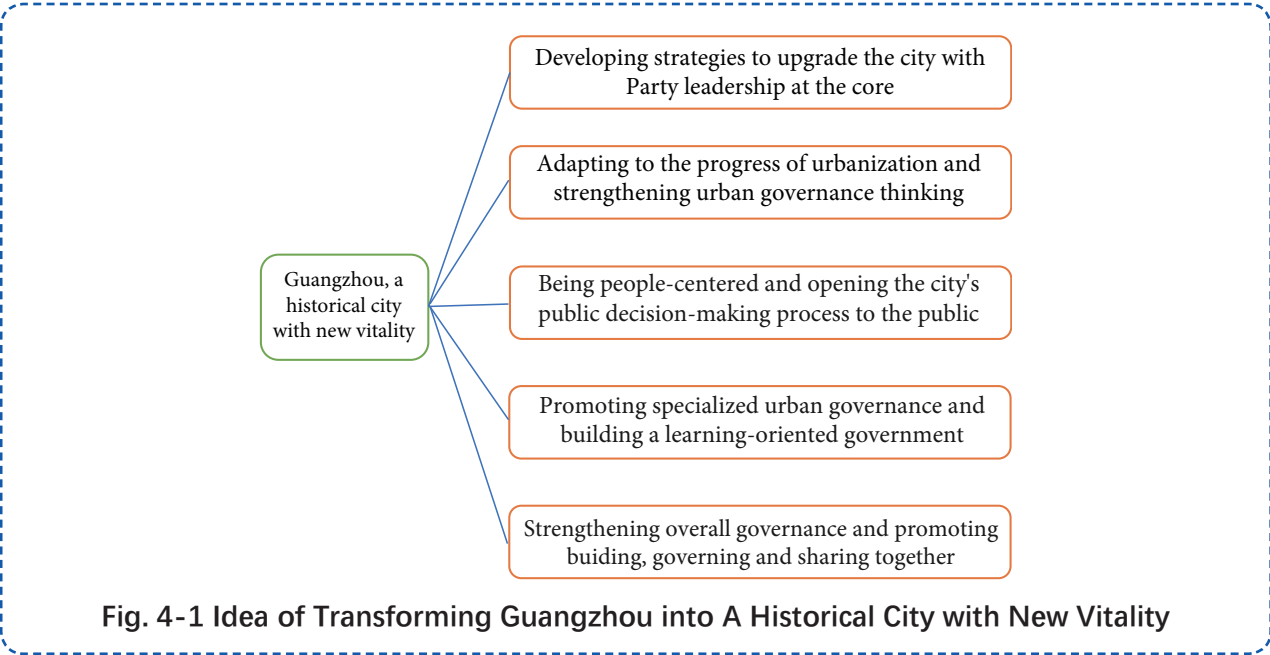 Developing strategies to upgrade the city with
Party leadership at the core
Adapting to the progress of urbanization and
strengthening urban governance thinking
Guangzhou, a
historical city
with new vitality
Being people-centered and opening the city's
public decision-making process to the public
Promoting specialized urban governance and
building a learning-oriented government
Strengthening overall governance and promoting
buiding, governing and sharing together
Fig. 4-1 Idea of Transforming Guangzhou into A Historical City with New Vitality